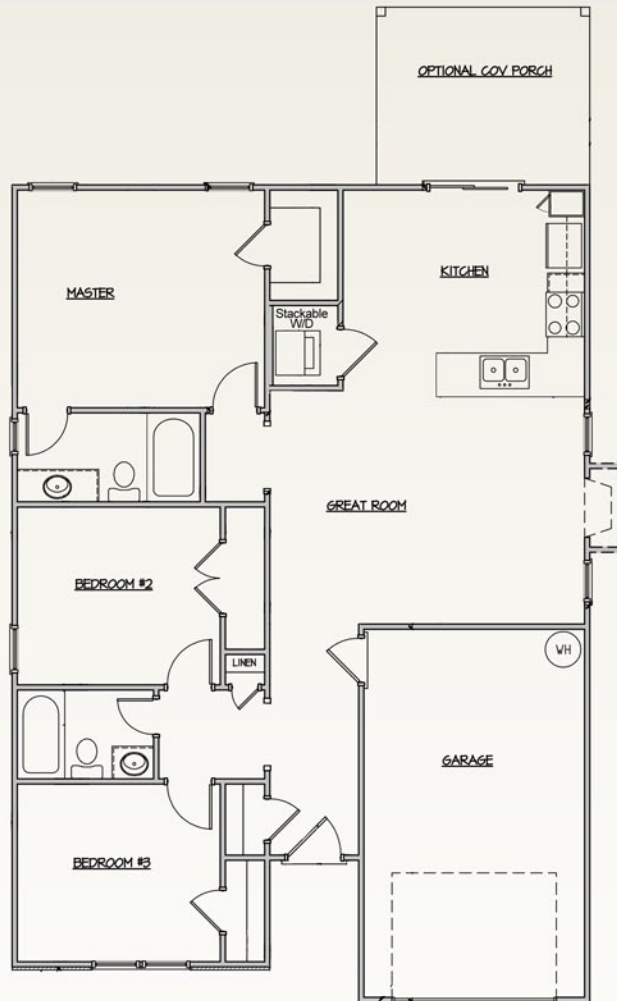 OPTIONAL COV PORCH
KITCHEN
MASTER
Stackable
W/D
GREAT ROOM
BEDROOM #2
LINEN
WH
GARAGE
BEDROOM #3